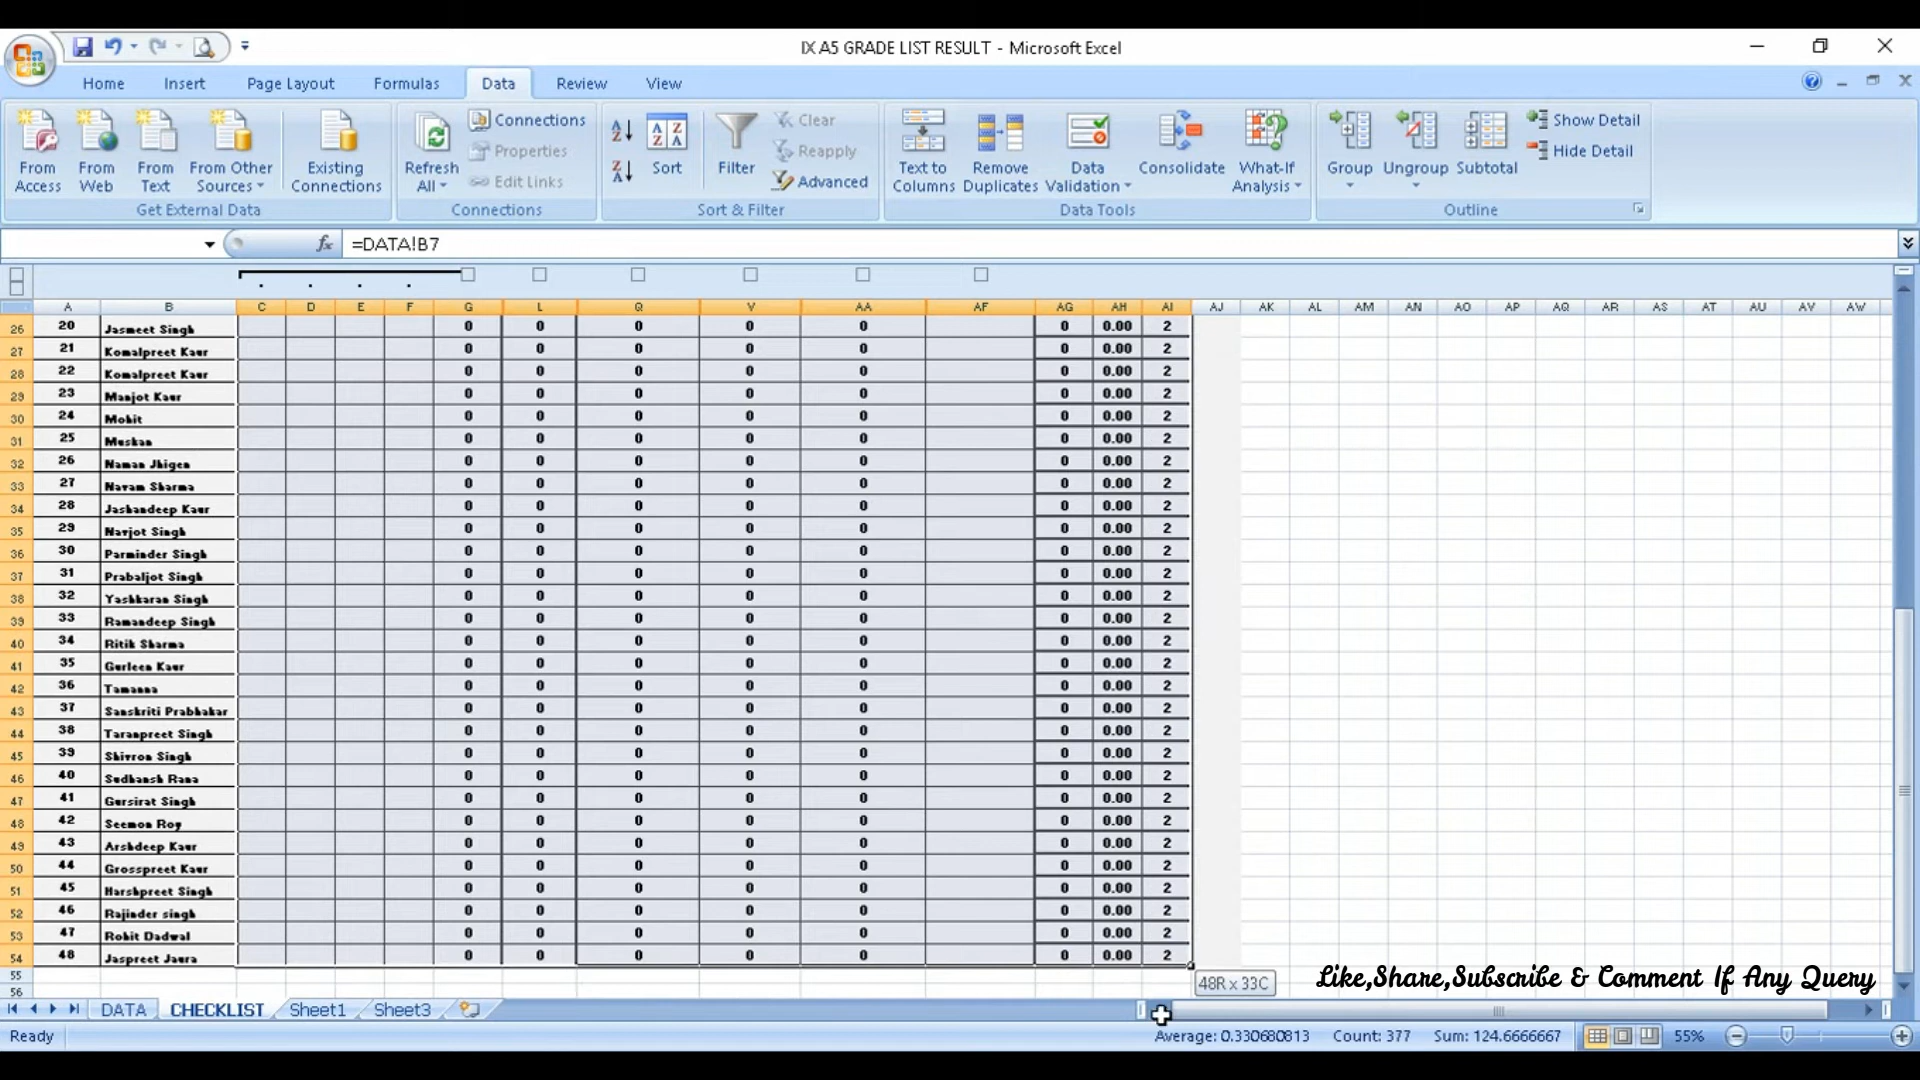 IX A5 GRADE LIST RESULT - Microsoft Excel
Home Insert Page Layout Formulas Data Review View
From Access From Web From Text From Other Sources Existing Connections Refresh All Connections Properties Edit Links Sort Filter Clear Reapply Advanced Text to Columns Remove Duplicates Data Validation Consolidate What-If Analysis Group Ungroup Subtotal Show Detail Hide Detail
Get External Data Connections Sort & Filter Data Tools Outline
fx =DATA!B7
A B C D E F G L Q V AA AF AG AH AI AJ AK AL AM AN AO AP AQ AR AS AT AU AV AW
26 20 Jasmeet Singh 0 0 0 0 0 0 0.00 2
27 21 Komalpreet Kaur 0 0 0 0 0 0 0.00 2
28 22 Komalpreet Kaur 0 0 0 0 0 0 0.00 2
29 23 Manjot Kaur 0 0 0 0 0 0 0.00 2
30 24 Mohit 0 0 0 0 0 0 0.00 2
31 25 Muskan 0 0 0 0 0 0 0.00 2
32 26 Naman Jhigen 0 0 0 0 0 0 0.00 2
33 27 Navam Sharma 0 0 0 0 0 0 0.00 2
34 28 Jashandeep Kaur 0 0 0 0 0 0 0.00 2
35 29 Navjot Singh 0 0 0 0 0 0 0.00 2
36 30 Parminder Singh 0 0 0 0 0 0 0.00 2
37 31 Prabaljot Singh 0 0 0 0 0 0 0.00 2
38 32 Yashkaran Singh 0 0 0 0 0 0 0.00 2
39 33 Ramandeep Singh 0 0 0 0 0 0 0.00 2
40 34 Ritik Sharma 0 0 0 0 0 0 0.00 2
41 35 Gurleen Kaur 0 0 0 0 0 0 0.00 2
42 36 Tamanna 0 0 0 0 0 0 0.00 2
43 37 Sanskriti Prabhakar 0 0 0 0 0 0 0.00 2
44 38 Taranpreet Singh 0 0 0 0 0 0 0.00 2
45 39 Shivron Singh 0 0 0 0 0 0 0.00 2
46 40 Sudhansh Rana 0 0 0 0 0 0 0.00 2
47 41 Gursirat Singh 0 0 0 0 0 0 0.00 2
48 42 Seemon Roy 0 0 0 0 0 0 0.00 2
49 43 Arshdeep Kaur 0 0 0 0 0 0 0.00 2
50 44 Grosspreet Kaur 0 0 0 0 0 0 0.00 2
51 45 Harshpreet Singh 0 0 0 0 0 0 0.00 2
52 46 Rajinder singh 0 0 0 0 0 0 0.00 2
53 47 Rohit Dadwal 0 0 0 0 0 0 0.00 2
54 48 Jaspreet Jaura 0 0 0 0 0 0 0.00 2
55
56
48R x 33C
Like,Share,Subscribe & Comment If Any Query
DATA CHECKLIST Sheet1 Sheet3
Ready Average: 0.330680813 Count: 377 Sum: 124.6666667 55%